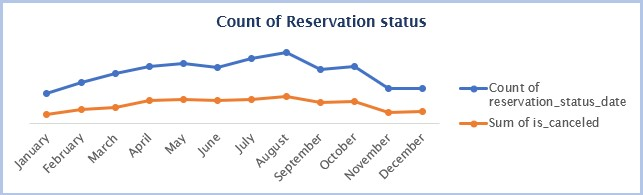 Count of Reservation status
Count of
reservation_status_date
Sum of is_canceled
January
February
March
April
May
June
July
August
September
October
November
December